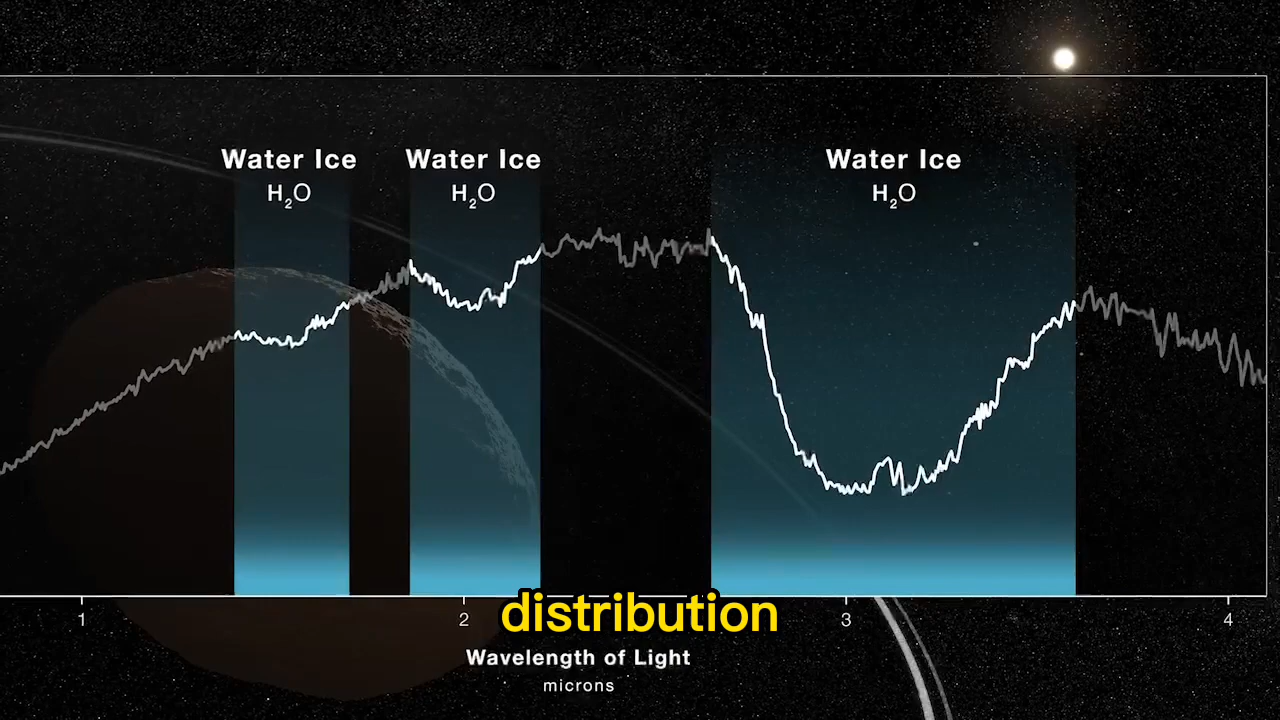 Water Ice
H₂O
Water Ice
H₂O
Water Ice
H₂O
1
2
3
4
distribution
Wavelength of Light
microns